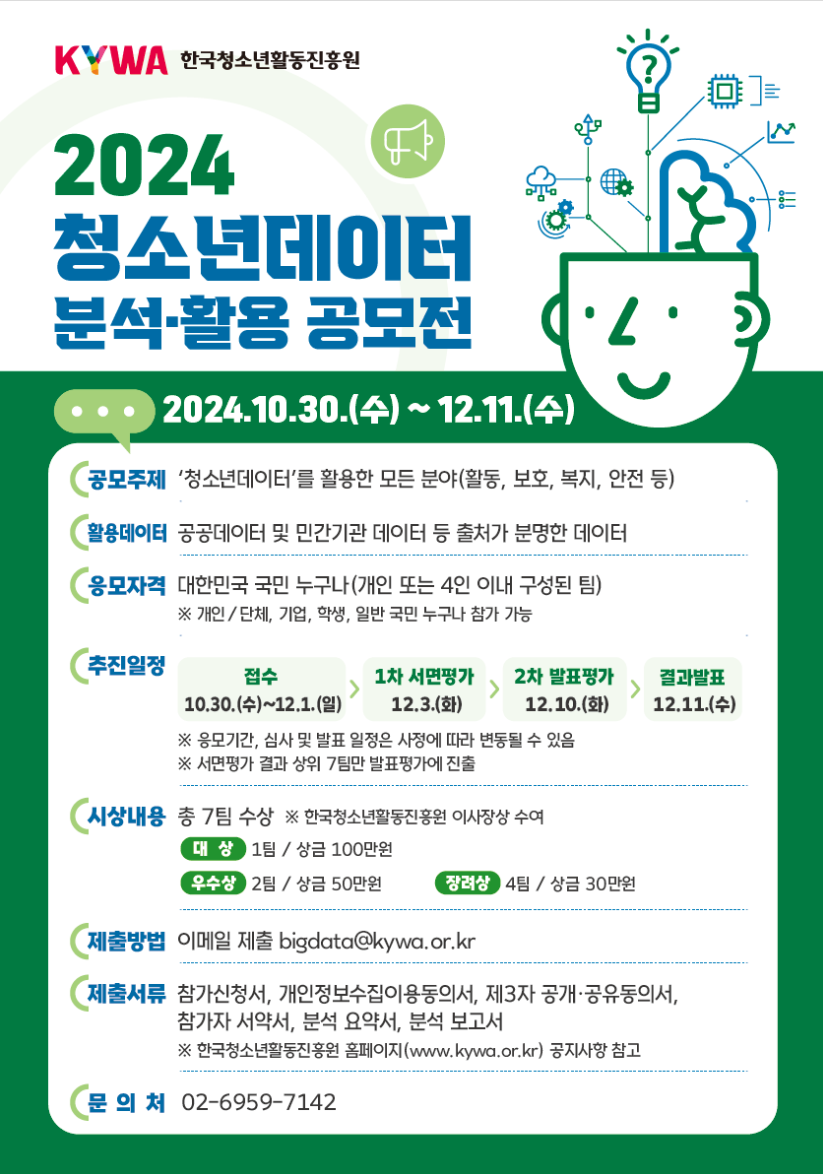 KYWA 한국청소년활동진흥원
2024
청소년데이터
분석·활용 공모전
?
2024.10.30.(수) ~ 12.11.(수)
공모주제 '청소년데이터'를 활용한 모든 분야(활동, 보호, 복지, 안전 등)
활용데이터 공공데이터 및 민간기관 데이터 등 출처가 분명한 데이터
응모자격 대한민국 국민 누구나(개인 또는 4인 이내 구성된 팀)
※ 개인/단체, 기업, 학생, 일반 국민 누구나 참가 가능
추진일정
접수
10.30.(수)~12.1.(일)
1차 서면평가
12.3.(화)
2차 발표평가
12.10.(화)
결과발표
12.11.(수)
※ 응모기간, 심사 및 발표 일정은 사정에 따라 변동될 수 있음
※ 서면평가 결과 상위 7팀만 발표평가에 진출
시상내용 총 7팀 수상 ※ 한국청소년활동진흥원 이사장상 수여
대 상 1팀 / 상금 100만원
우수상 2팀 / 상금 50만원 장려상 4팀 / 상금 30만원
제출방법 이메일 제출 bigdata@kywa.or.kr
제출서류 참가신청서, 개인정보수집이용동의서, 제3자 공개·공유동의서,
참가자 서약서, 분석 요약서, 분석 보고서
※ 한국청소년활동진흥원 홈페이지(www.kywa.or.kr) 공지사항 참고
문 의 처 02-6959-7142